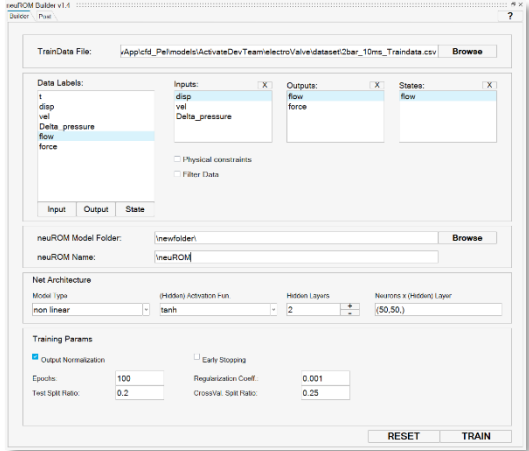 neuROM Builder v1.4
Builder Post ?
TrainData File: vApp\cfd_Pel\models\ActivateDevTeam\electroValve\dataset\2bar_10ms_Traindata.csv Browse
Data Labels: Inputs: X Outputs: X States: X
t disp flow flow
disp vel force
vel Delta_pressure
Delta_pressure
flow
force
Physical constraints
Filter Data
Input Output State
neuROM Model Folder: \newfolder\ Browse
neuROM Name: \neuROM
Net Architecture
Model Type (Hidden) Activation Fun. Hidden Layers Neurons x (Hidden) Layer
non linear tanh 2 (50,50,)
Training Params
Output Normalization Early Stopping
Epochs: 100 Regularization Coeff.: 0.001
Test Split Ratio: 0.2 CrossVal. Split Ratio: 0.25
RESET TRAIN